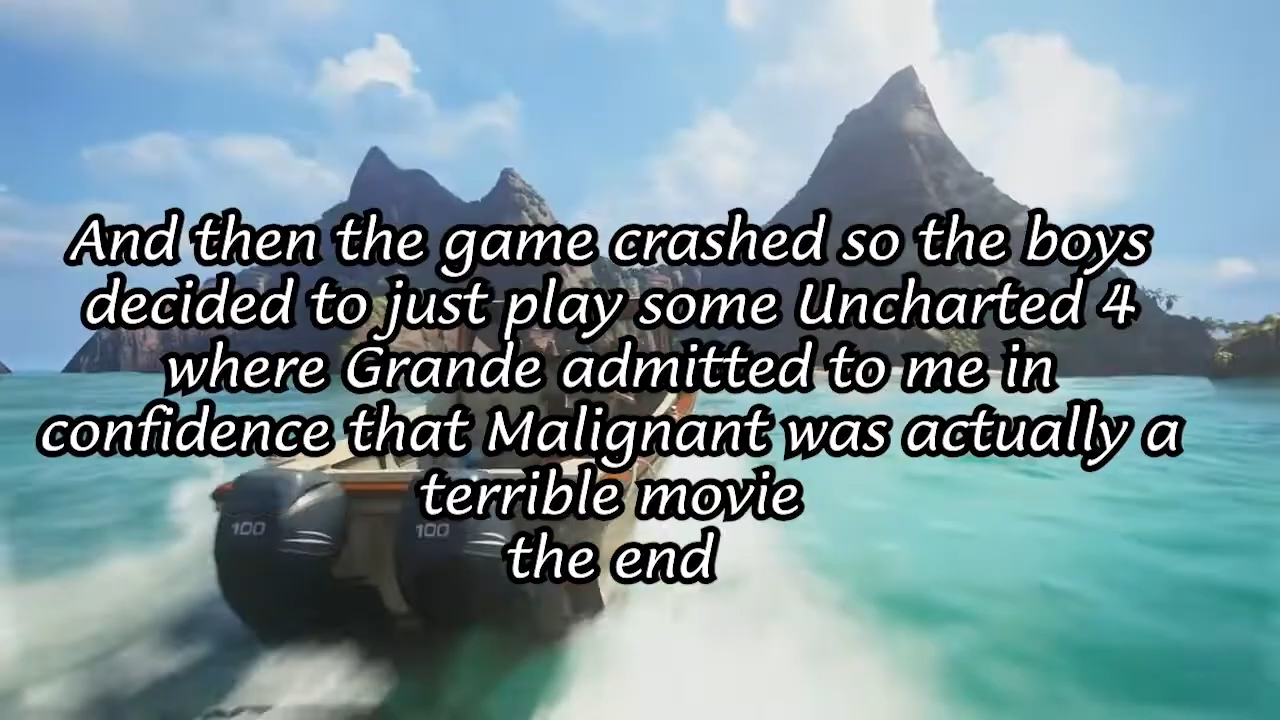 And then the game crashed so the boys
decided to just play some Uncharted 4
where Grande admitted to me in
confidence that Malignant was actually a
terrible movie
the end
100
100